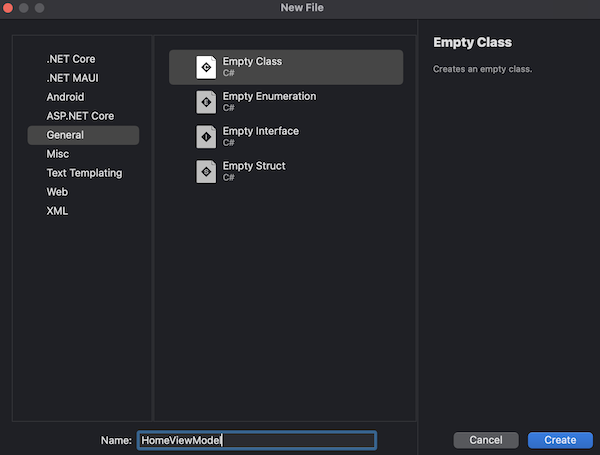 New File
.NET Core
.NET MAUI
Android
ASP.NET Core
General
Misc
Text Templating
Web
XML
Empty Class
C#
Empty Enumeration
C#
Empty Interface
C#
Empty Struct
C#
Empty Class
Creates an empty class.
Name: HomeViewModel
Cancel
Create